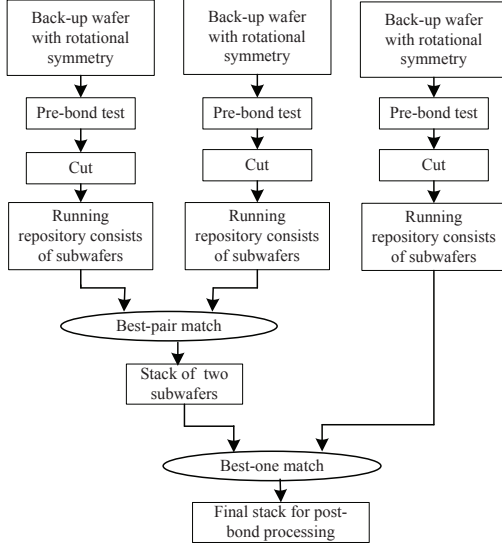 Back-up wafer
with rotational
symmetry
Back-up wafer
with rotational
symmetry
Back-up wafer
with rotational
symmetry
Pre-bond test
Pre-bond test
Pre-bond test
Cut
Cut
Cut
Running
repository consists
of subwafers
Running
repository consists
of subwafers
Running
repository consists
of subwafers
Best-pair match
Stack of two
subwafers
Best-one match
Final stack for post-
bond processing